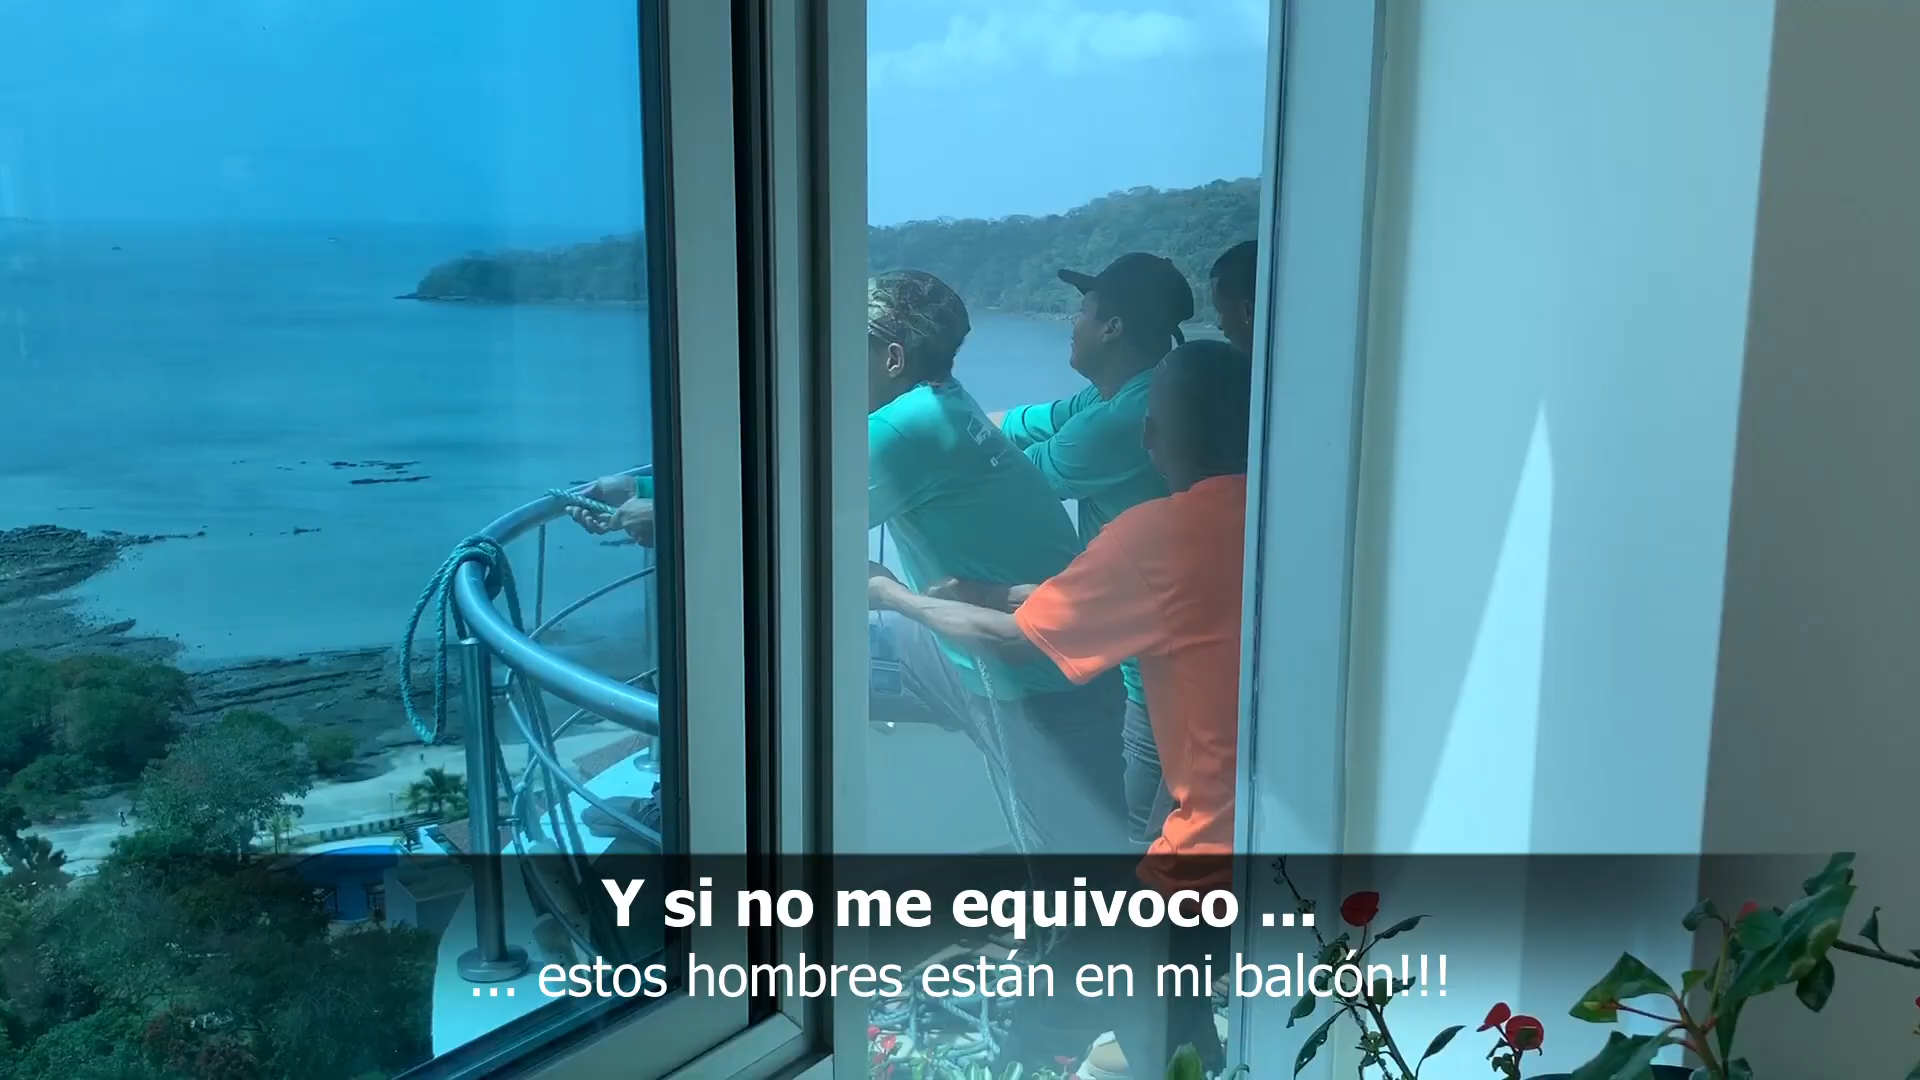 Y si no me equivoco ...
... estos hombres están en mi balcón!!!